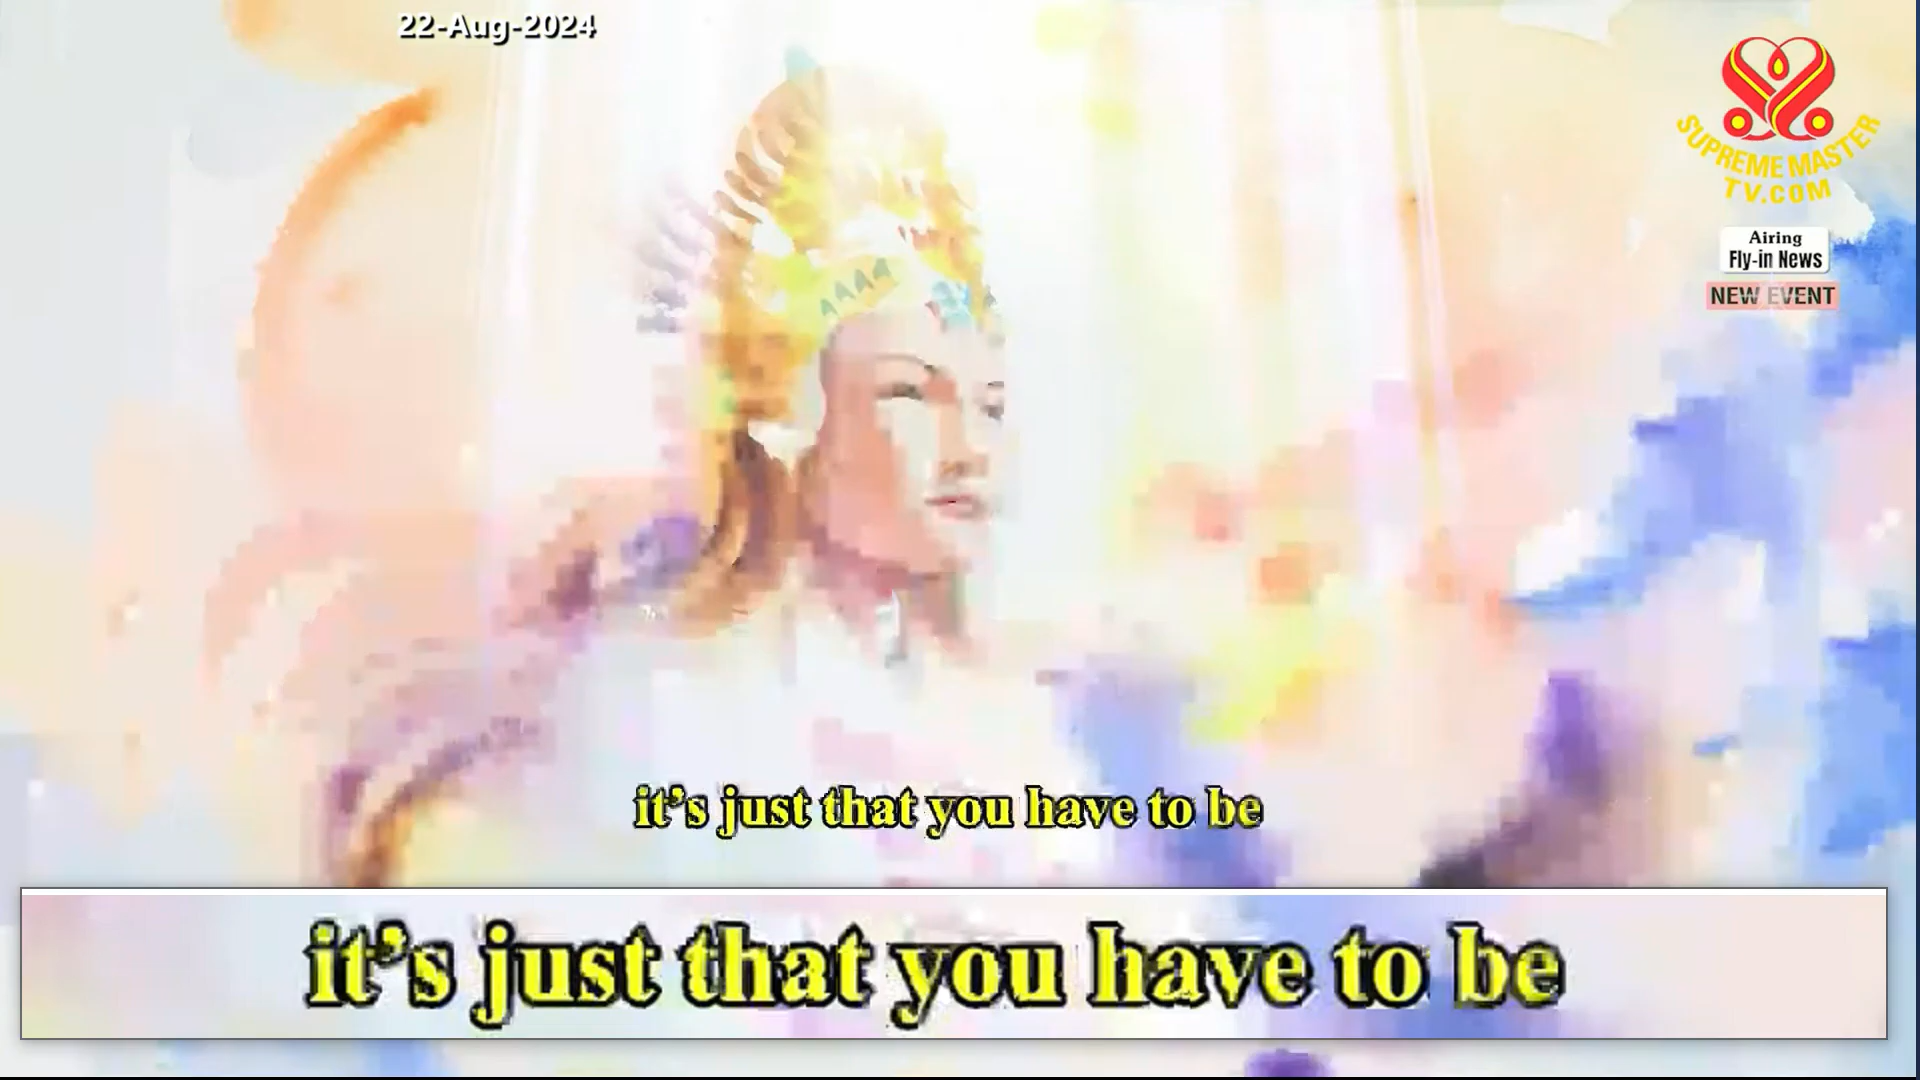 22-Aug-2024
SUPREME MASTER
TV.COM
Airing
Fly-in News
NEW EVENT
it's just that you have to be
it's just that you have to be